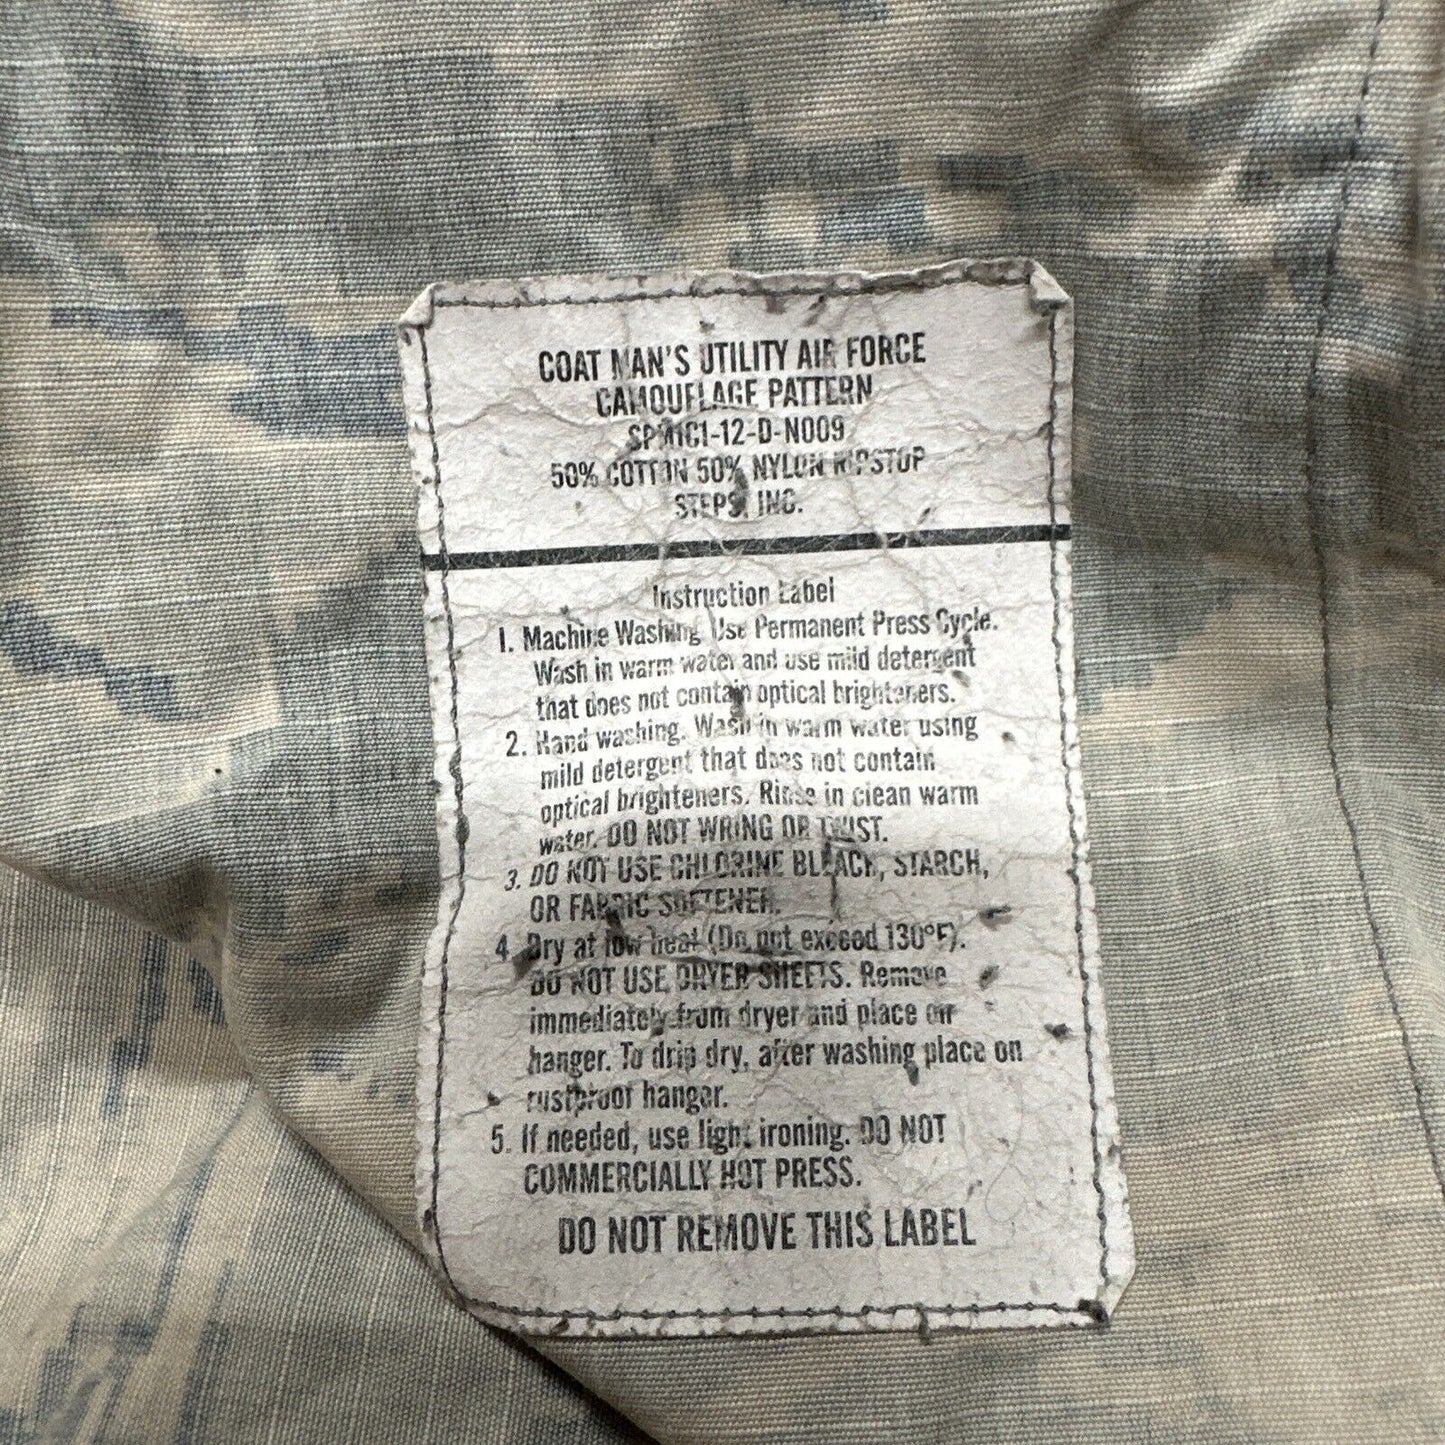 COAT MAN'S UTILITY AIR FORCE
CAMOUFLAGE PATTERN
SPM1C1-12-D-N009
50% COTTON 50% NYLON RIPSTOP
STEPS, INC.
Instruction Label
1. Machine Washing Use Permanent Press Cycle.
Wash in warm water and use mild detergent
that does not contain optical brighteners.
2. Hand washing. Wash in warm water using
mild detergent that does not contain
optical brighteners. Rinse in clean warm
water. DO NOT WRING OR TWIST.
3. DO NOT USE CHLORINE BLEACH, STARCH,
OR FABRIC SOFTENER.
4. Dry at low heat (Do not exceed 130°F).
DO NOT USE DRYER SHEETS. Remove
immediately from dryer and place on
hanger. To drip dry, after washing place on
rustproof hanger.
5. If needed, use light ironing. DO NOT
COMMERCIALLY HOT PRESS.
DO NOT REMOVE THIS LABEL